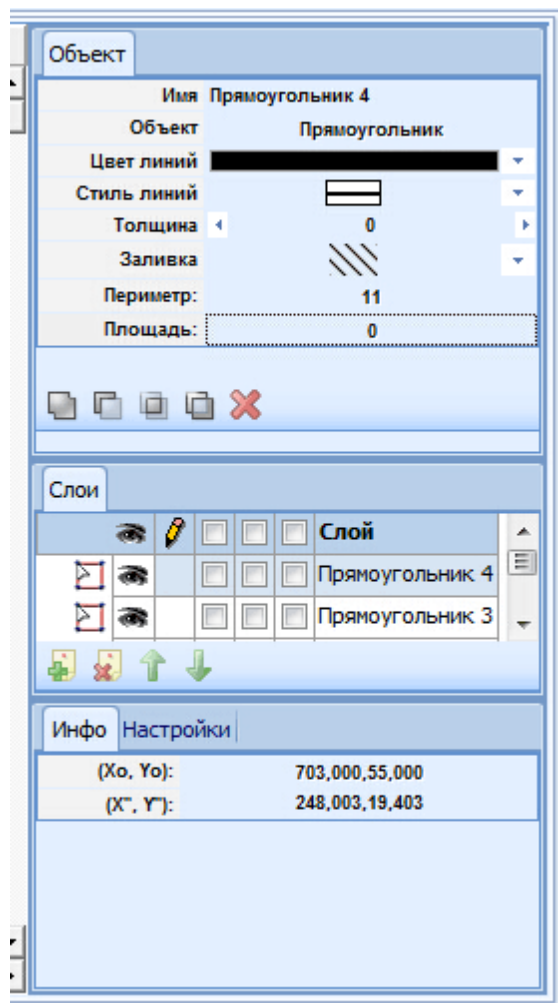 Объект
Имя Прямоугольник 4
Объект Прямоугольник
Цвет линий
Стиль линий
Толщина 0
Заливка
Периметр: 11
Площадь: 0
Слои
Слой
Прямоугольник 4
Прямоугольник 3
Инфо Настройки
(Xo, Yo): 703,000,55,000
(X", Y"): 248,003,19,403